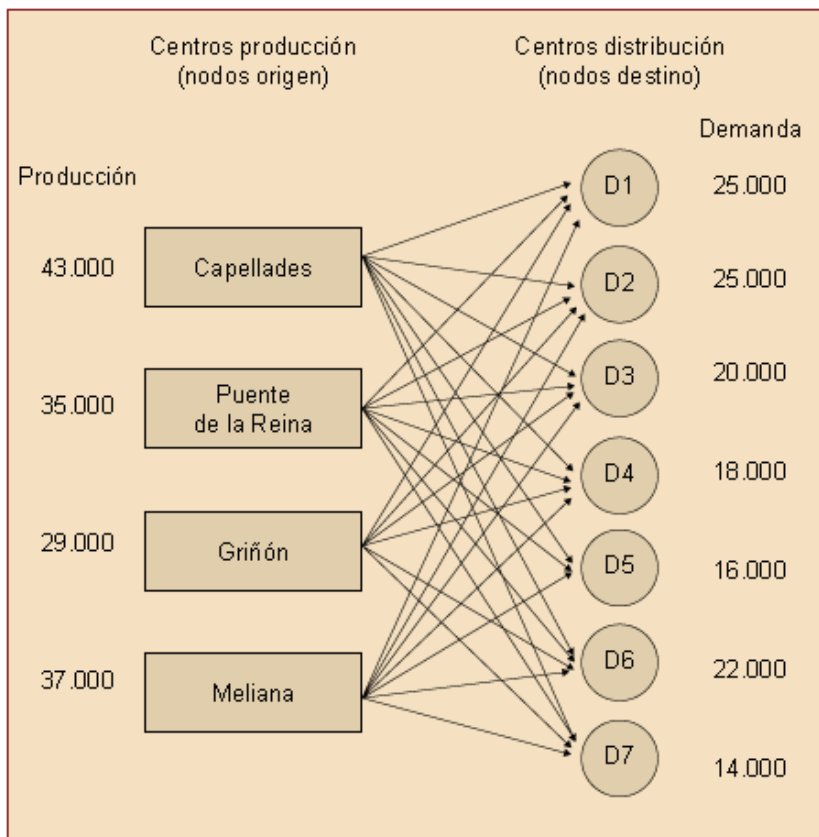 Centros producción
(nodos origen)
Centros distribución
(nodos destino)
Demanda
Producción
D1
25.000
43.000
Capellades
D2
25.000
D3
20.000
35.000
Puente
de la Reina
D4
18.000
29.000
Griñón
D5
16.000
37.000
Meliana
D6
22.000
D7
14.000